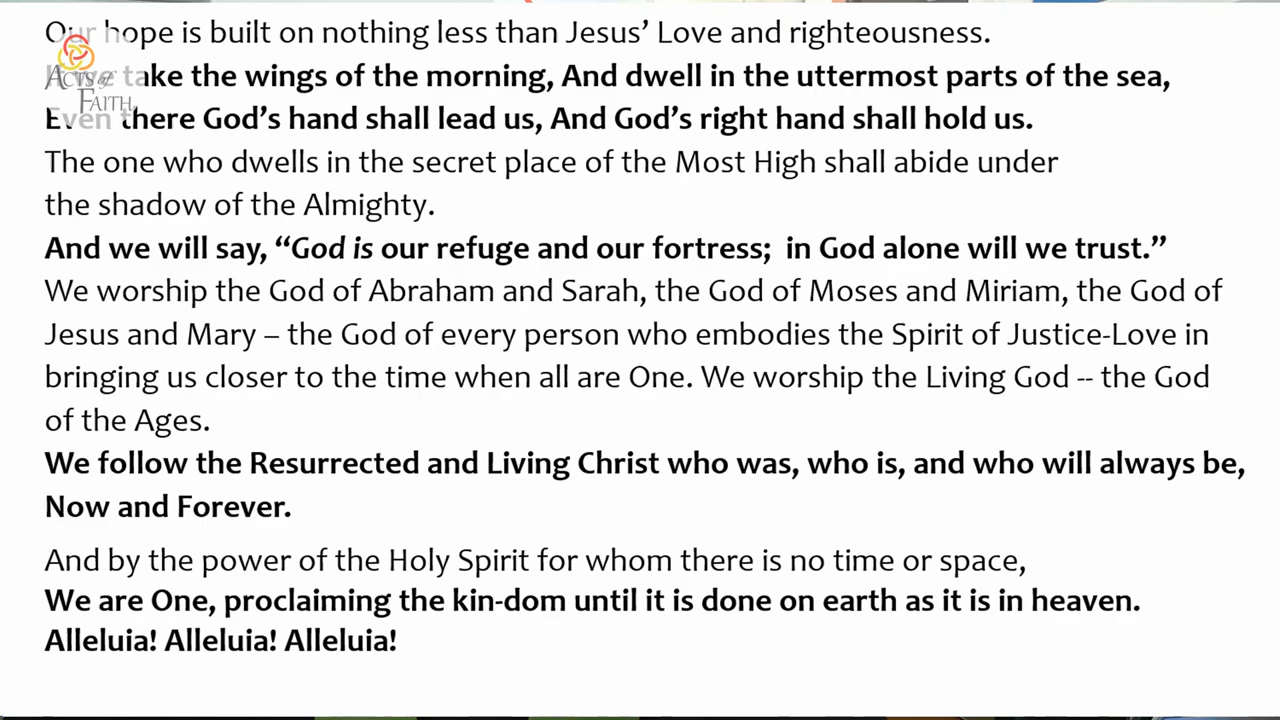 Our hope is built on nothing less than Jesus’ Love and righteousness.
take the wings of the morning, And dwell in the uttermost parts of the sea,
Even there God’s hand shall lead us, And God’s right hand shall hold us.
The one who dwells in the secret place of the Most High shall abide under
the shadow of the Almighty.
And we will say, “God is our refuge and our fortress;  in God alone will we trust.”
We worship the God of Abraham and Sarah, the God of Moses and Miriam, the God of
Jesus and Mary – the God of every person who embodies the Spirit of Justice-Love in
bringing us closer to the time when all are One. We worship the Living God -- the God
of the Ages.
We follow the Resurrected and Living Christ who was, who is, and who will always be,
Now and Forever.
And by the power of the Holy Spirit for whom there is no time or space,
We are One, proclaiming the kin-dom until it is done on earth as it is in heaven.
Alleluia! Alleluia! Alleluia!
ACTS of
FAITH